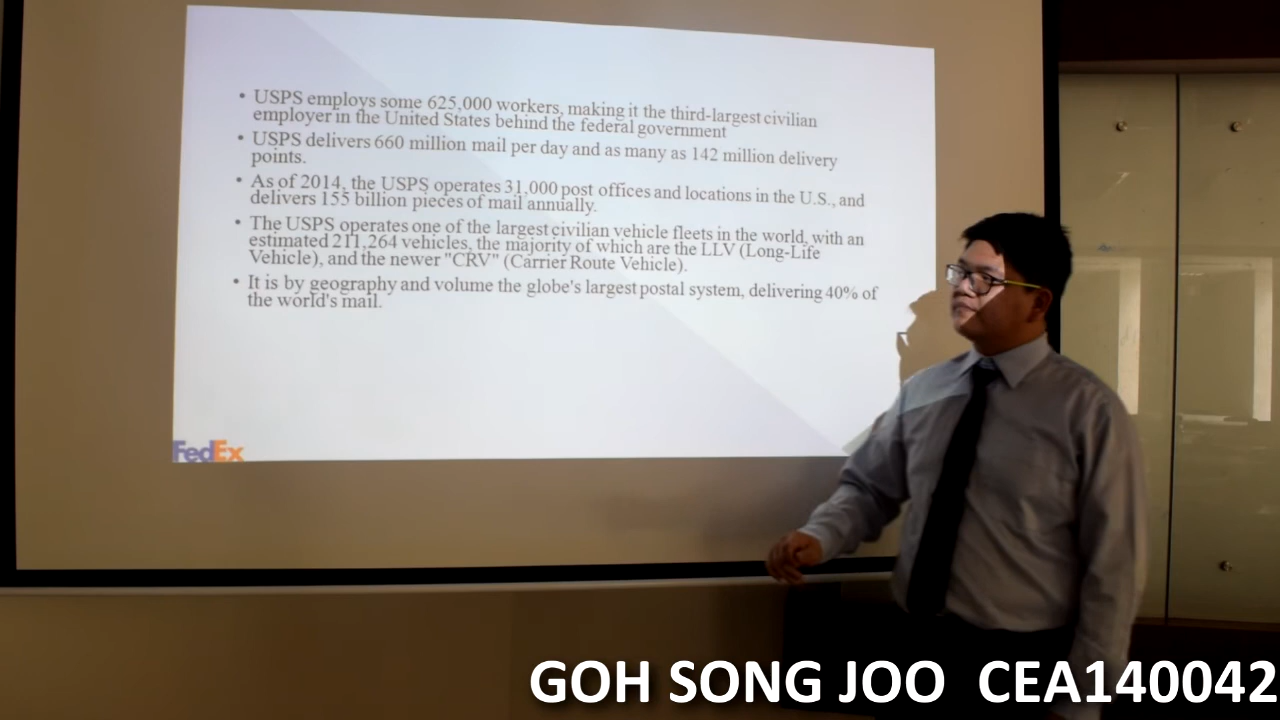 • USPS employs some 625,000 workers, making it the third-largest civilian
employer in the United States behind the federal government
• USPS delivers 660 million mail per day and as many as 142 million delivery
points.
• As of 2014, the USPS operates 31,000 post offices and locations in the U.S., and
delivers 155 billion pieces of mail annually.
• The USPS operates one of the largest civilian vehicle fleets in the world, with an
estimated 211,264 vehicles, the majority of which are the LLV (Long-Life
Vehicle), and the newer "CRV" (Carrier Route Vehicle).
• It is by geography and volume the globe's largest postal system, delivering 40% of
the world's mail.
FedEx
GOH SONG JOO CEA140042